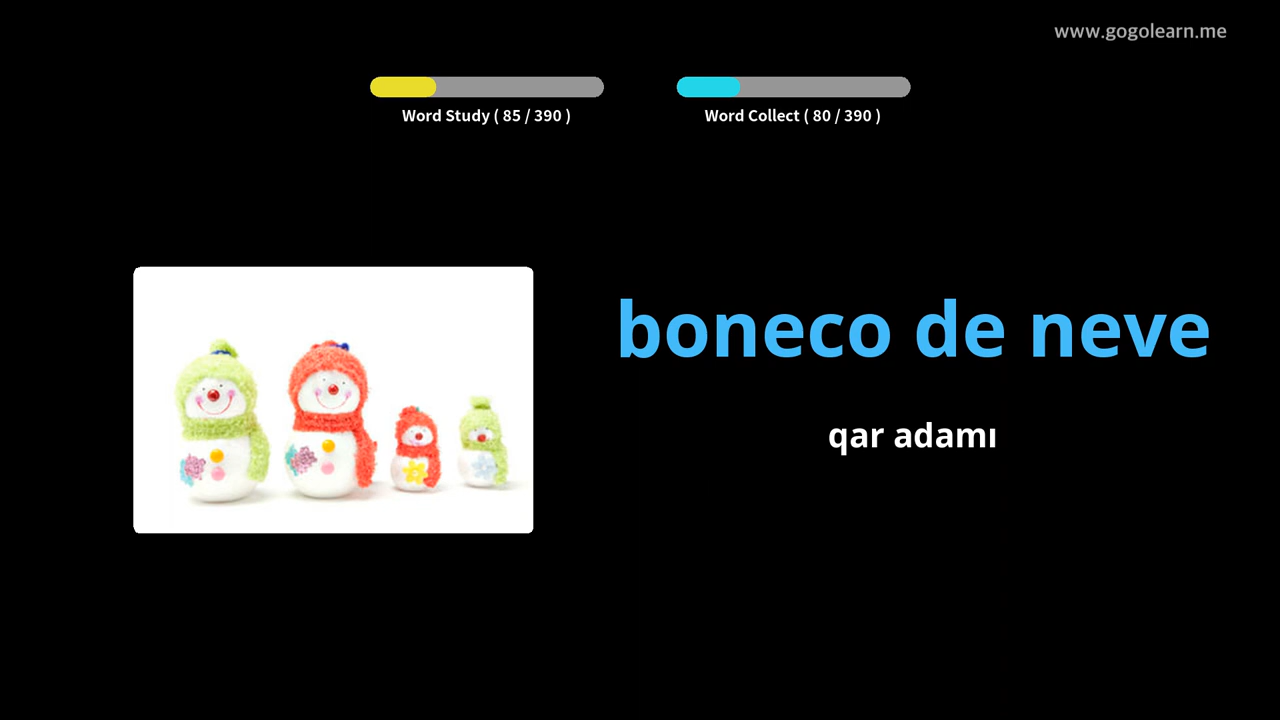 www.gogolearn.me
Word Study ( 85 / 390 )
Word Collect ( 80 / 390 )
boneco de neve
qar adamı